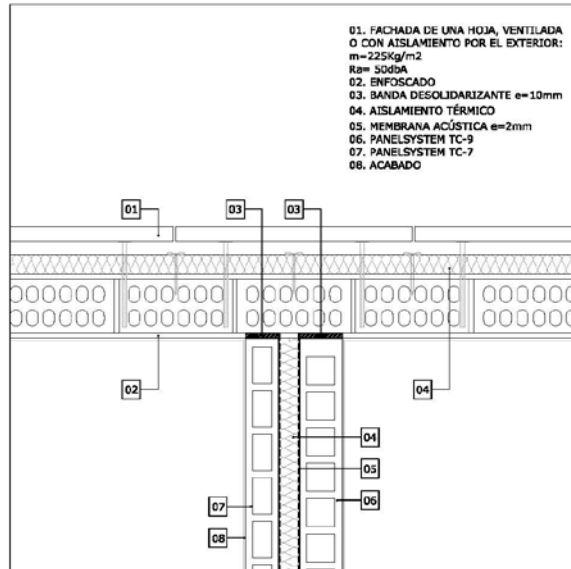 01. FACHADA DE UNA HOJA, VENTILADA
O CON AISLAMIENTO POR EL EXTERIOR:
m=225Kg/m2
Ra= 50dbA
02. ENFOSCADO
03. BANDA DESOLIDARIZANTE e=10mm
04. AISLAMIENTO TÉRMICO
05. MEMBRANA ACÚSTICA e=2mm
06. PANELSYSTEM TC-9
07. PANELSYSTEM TC-7
08. ACABADO
01
03
03
02
04
04
05
07
06
08